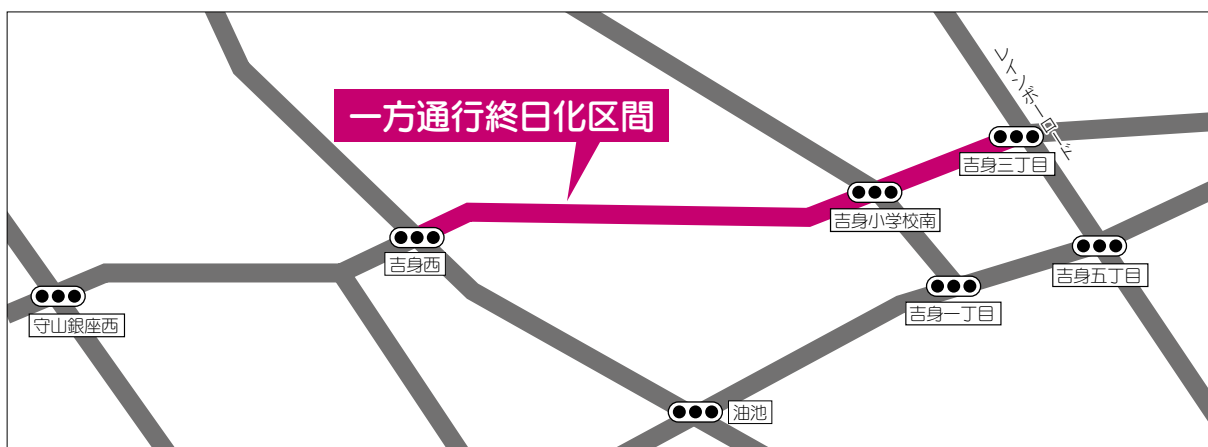 レインボーロード
一方通行終日化区間
吉身三丁目
吉身小学校南
吉身西
吉身五丁目
吉身一丁目
守山銀座西
油池